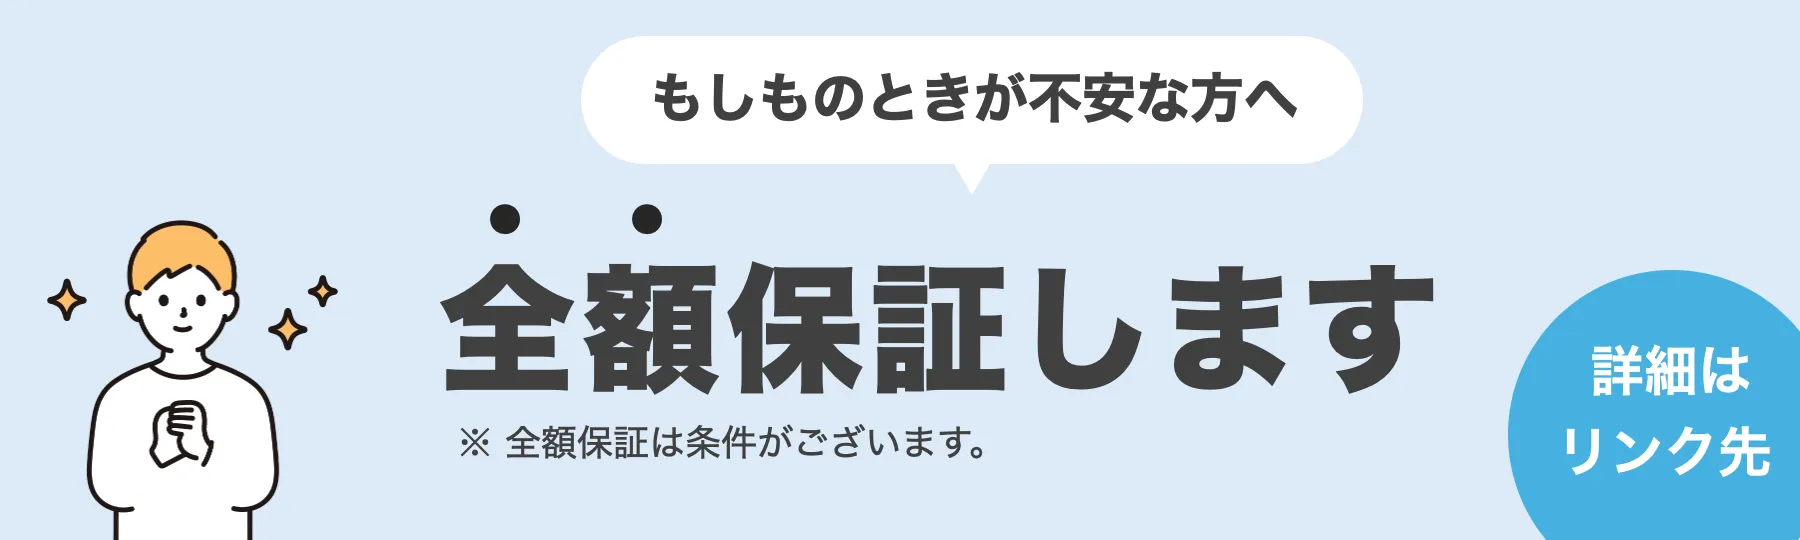 もしものときが不安な方へ
全額保証します
※ 全額保証は条件がございます。
詳細は
リンク先